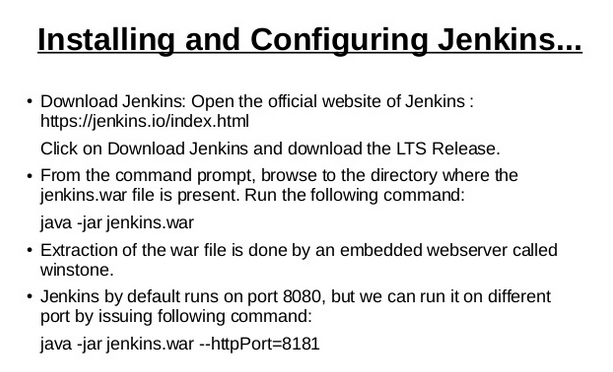 Installing and Configuring Jenkins...
• Download Jenkins: Open the official website of Jenkins :
https://jenkins.io/index.html
Click on Download Jenkins and download the LTS Release.
• From the command prompt, browse to the directory where the
jenkins.war file is present. Run the following command:
java -jar jenkins.war
• Extraction of the war file is done by an embedded webserver called
winstone.
• Jenkins by default runs on port 8080, but we can run it on different
port by issuing following command:
java -jar jenkins.war --httpPort=8181